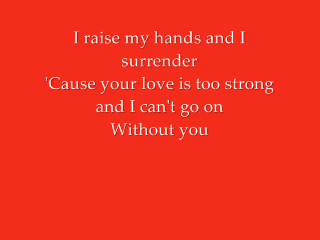 I raise my hands and I
surrender
'Cause your love is too strong
and I can't go on
Without you